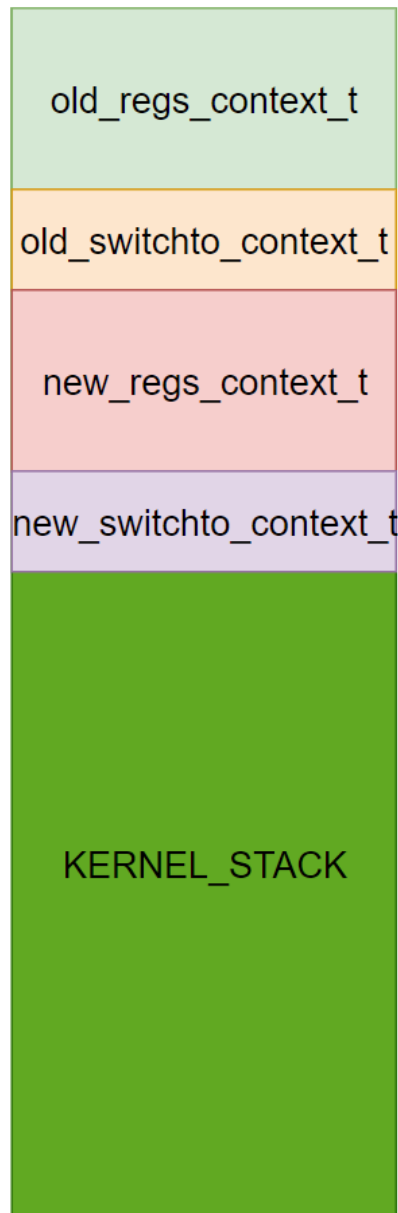 old_regs_context_t
old_switchto_context_t
new_regs_context_t
new_switchto_context_t
KERNEL_STACK